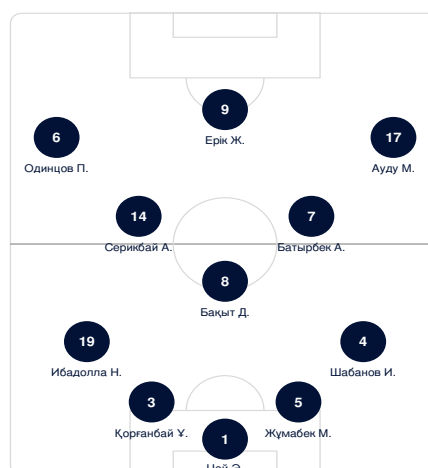 9
Ерік Ж.
6
Одинцов П.
17
Ауду М.
14
Серикбай А.
7
Батырбек А.
8
Бақыт Д.
19
Ибадолла Н.
4
Шабанов И.
3
Қорғанбай Ұ.
5
Жұмабек М.
1